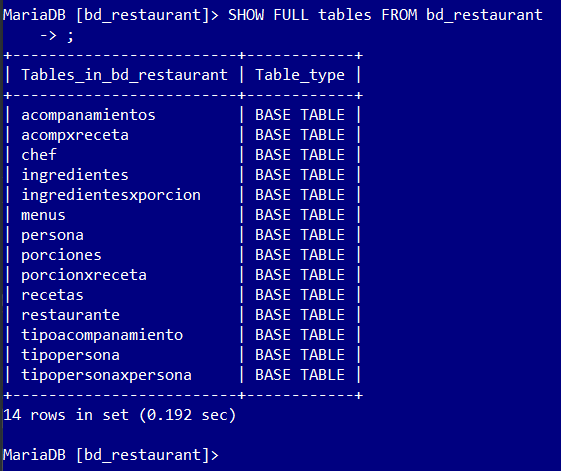 MariaDB [bd_restaurant]> SHOW FULL tables FROM bd_restaurant
    -> ;
+-------------------------+------------+
| Tables_in_bd_restaurant | Table_type |
+-------------------------+------------+
| acompanamientos         | BASE TABLE |
| acompxreceta            | BASE TABLE |
| chef                    | BASE TABLE |
| ingredientes            | BASE TABLE |
| ingredientesxporcion    | BASE TABLE |
| menus                   | BASE TABLE |
| persona                 | BASE TABLE |
| porciones               | BASE TABLE |
| porcionxreceta          | BASE TABLE |
| recetas                 | BASE TABLE |
| restaurante             | BASE TABLE |
| tipoacompanamiento      | BASE TABLE |
| tipopersona             | BASE TABLE |
| tipopersonaxpersona     | BASE TABLE |
+-------------------------+------------+
14 rows in set (0.192 sec)
MariaDB [bd_restaurant]>